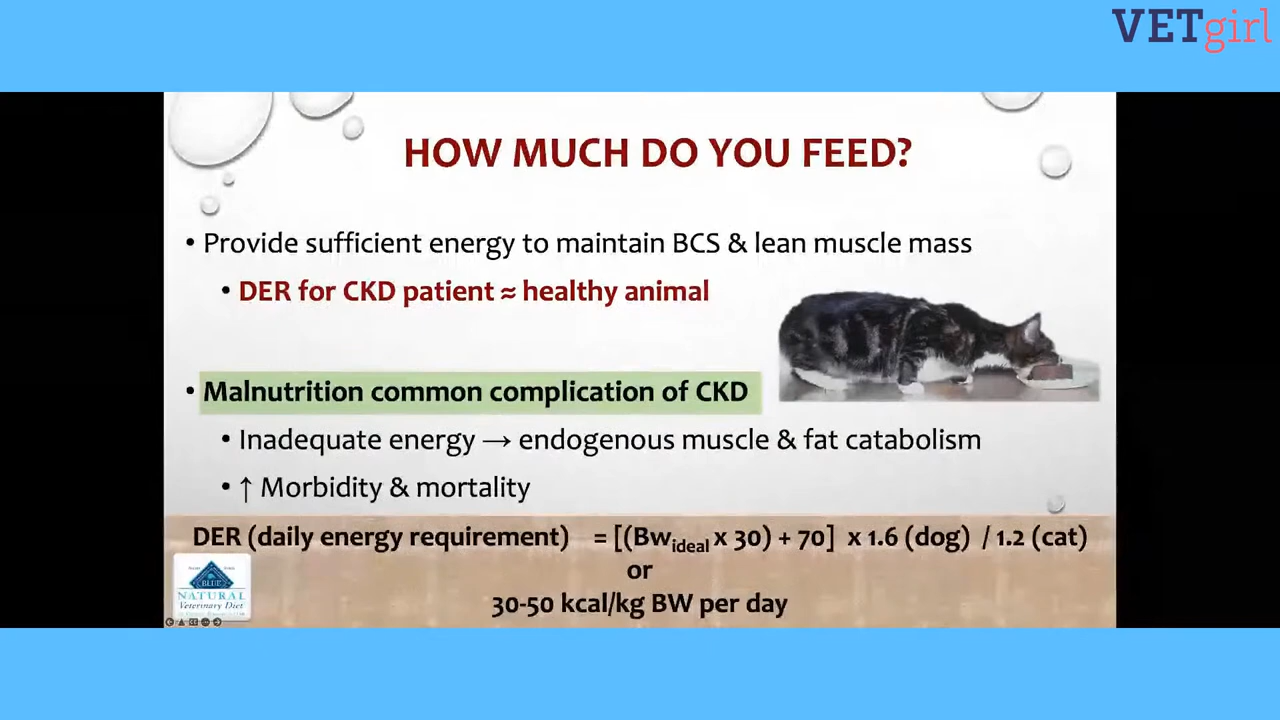 VETgirl
HOW MUCH DO YOU FEED?
• Provide sufficient energy to maintain BCS & lean muscle mass
• DER for CKD patient ≈ healthy animal
• Malnutrition common complication of CKD
• Inadequate energy → endogenous muscle & fat catabolism
• ↑ Morbidity & mortality
DER (daily energy requirement) = [(Bwideal x 30) + 70] x 1.6 (dog) / 1.2 (cat)
or
30-50 kcal/kg BW per day
BLUE
NATURAL
Veterinary Diet